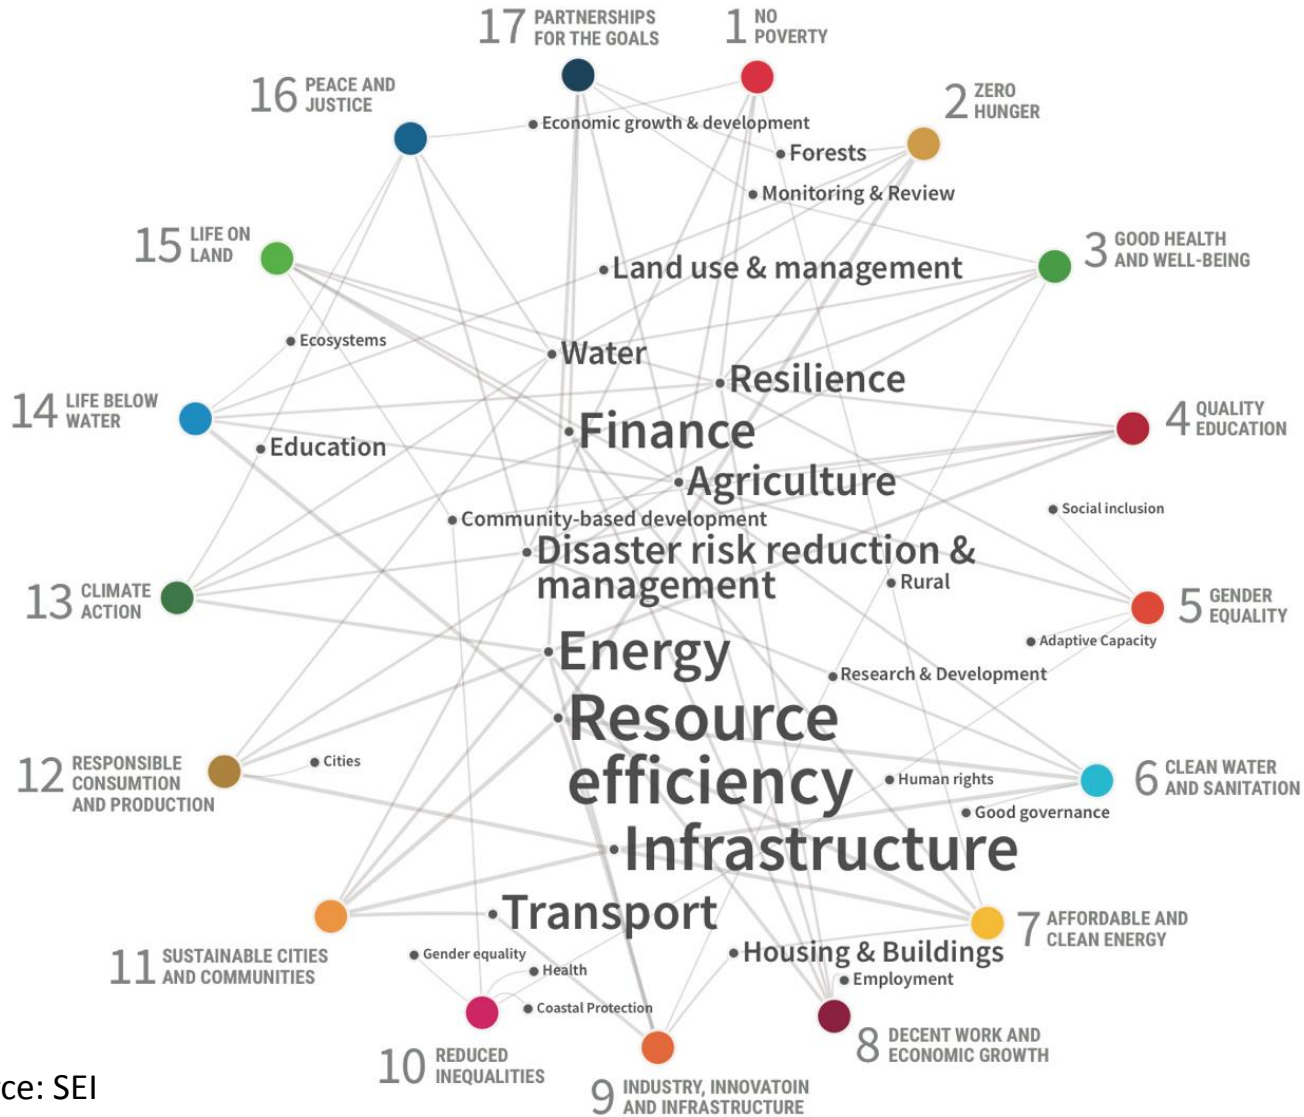 17 PARTNERSHIPS
FOR THE GOALS
1 NO
POVERTY
16 PEACE AND
JUSTICE
2 ZERO
HUNGER
Economic growth & development
Forests
Monitoring & Review
15 LIFE ON
LAND
3 GOOD HEALTH
AND WELL-BEING
Land use & management
Ecosystems
Water
Resilience
14 LIFE BELOW
WATER
4 QUALITY
EDUCATION
Finance
Education
Agriculture
Social inclusion
Community-based development
Disaster risk reduction &
management
Rural
13 CLIMATE
ACTION
5 GENDER
EQUALITY
Adaptive Capacity
Energy
Research & Development
Resource
efficiency
12 RESPONSIBLE
CONSUMTION
AND PRODUCTION
Cities
6 CLEAN WATER
AND SANITATION
Human rights
Good governance
Infrastructure
Transport
7 AFFORDABLE AND
CLEAN ENERGY
11 SUSTAINABLE CITIES
AND COMMUNITIES
Gender equality
Housing & Buildings
Health
Employment
Coastal Protection
10 REDUCED
INEQUALITIES
8 DECENT WORK AND
ECONOMIC GROWTH
9 INDUSTRY, INNOVATOIN
AND INFRASTRUCTURE
rce: SEI